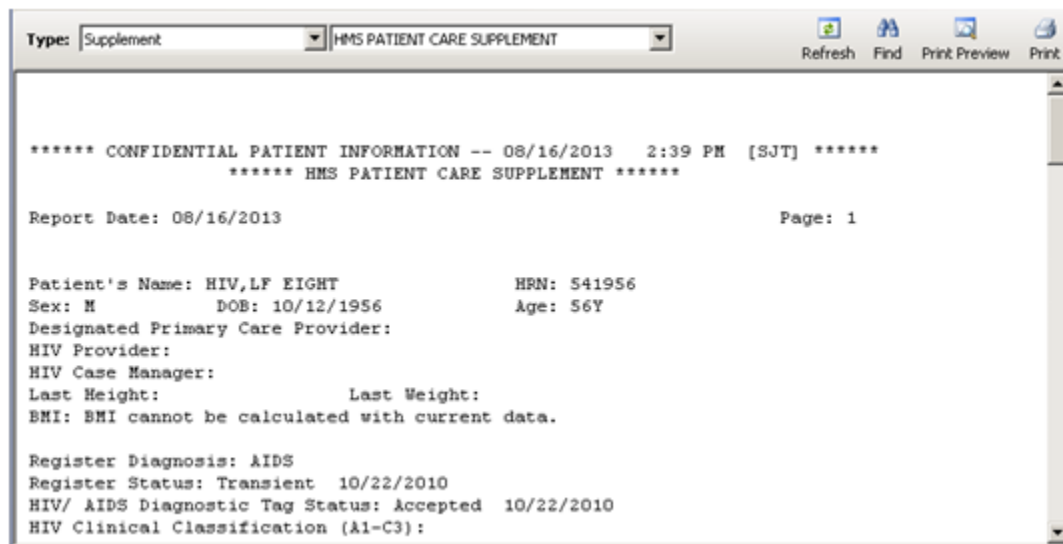 Type: Supplement HMS PATIENT CARE SUPPLEMENT Refresh Find Print Preview Print
****** CONFIDENTIAL PATIENT INFORMATION -- 08/16/2013 2:39 PM [SJT] ******
****** HMS PATIENT CARE SUPPLEMENT ******
Report Date: 08/16/2013 Page: 1
Patient's Name: HIV,LF EIGHT HRN: 541956
Sex: M DOB: 10/12/1956 Age: 56Y
Designated Primary Care Provider:
HIV Provider:
HIV Case Manager:
Last Height: Last Weight:
BMI: BMI cannot be calculated with current data.
Register Diagnosis: AIDS
Register Status: Transient 10/22/2010
HIV/ AIDS Diagnostic Tag Status: Accepted 10/22/2010
HIV Clinical Classification (A1-C3):